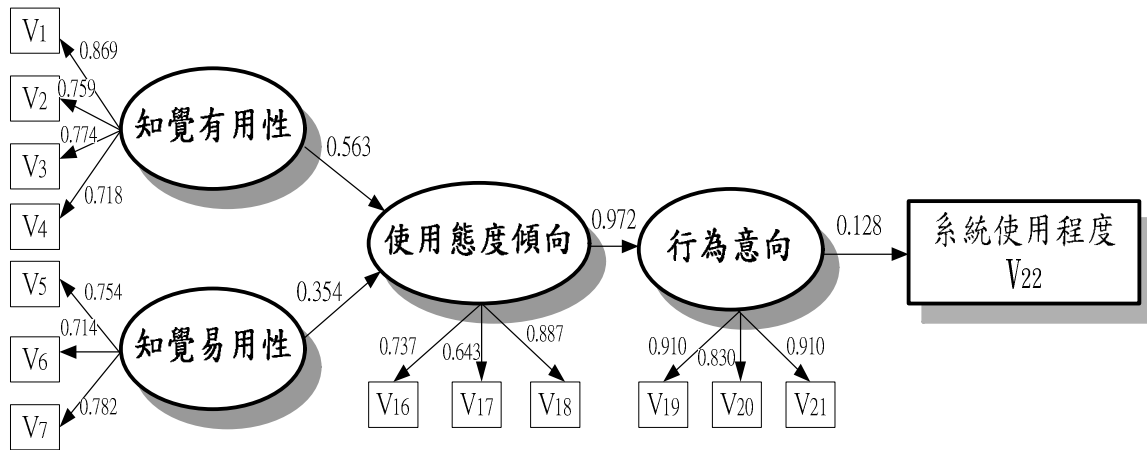 V1
0.869
V2
0.759
V3
0.774
V4
0.718
知覺有用性
0.563
V5
0.754
V6
0.714
V7
0.782
知覺易用性
0.354
使用態度傾向
0.972
行為意向
0.128
系統使用程度
V22
0.737
0.643
0.887
V16
V17
V18
0.910
0.830
0.910
V19
V20
V21